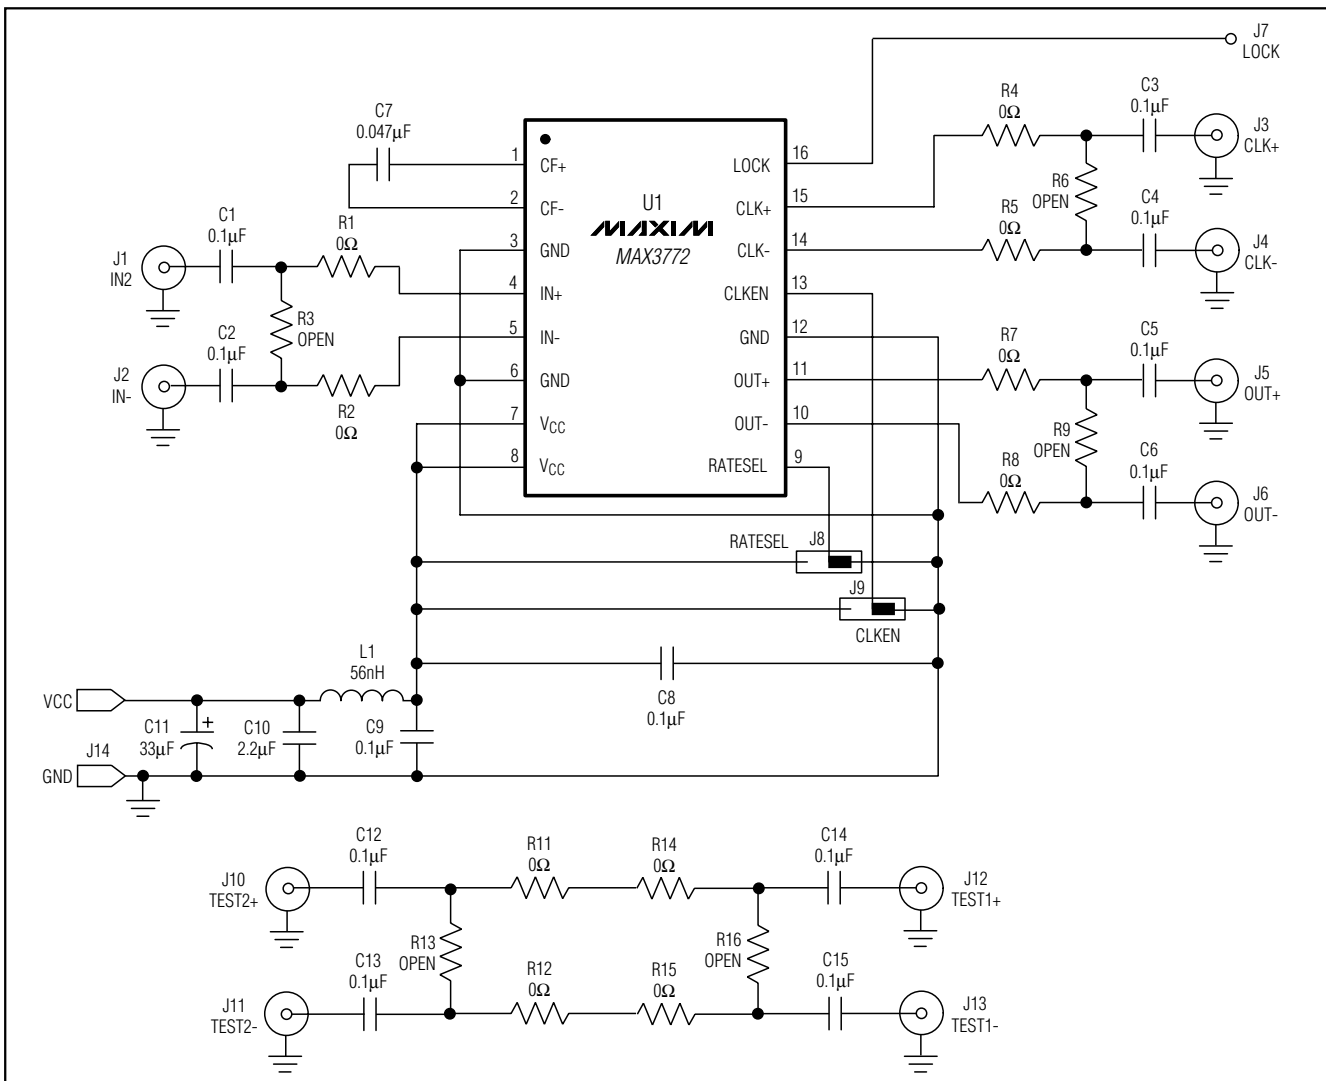 J7
LOCK
C7
0.047µF
R4
0Ω
C3
0.1µF
J3
CLK+
1
CF+
LOCK
16
R6
OPEN
2
CF-
U1
MAXIM
MAX3772
CLK+
15
R5
0Ω
C4
0.1µF
J4
CLK-
C1
0.1µF
R1
0Ω
3
GND
CLK-
14
J1
IN2
4
IN+
CLKEN
13
R3
OPEN
C2
0.1µF
5
IN-
GND
12
R7
0Ω
C5
0.1µF
J2
IN-
6
GND
OUT+
11
J5
OUT+
R2
0Ω
7
VCC
OUT-
10
R9
OPEN
8
VCC
RATESEL
9
R8
0Ω
C6
0.1µF
J6
OUT-
RATESEL
J8
J9
CLKEN
L1
56nH
VCC
C8
0.1µF
C11
33µF
+
C10
2.2µF
C9
0.1µF
J14
GND
C12
0.1µF
R11
0Ω
R14
0Ω
C14
0.1µF
J10
TEST2+
J12
TEST1+
R13
OPEN
R16
OPEN
C13
0.1µF
R12
0Ω
R15
0Ω
C15
0.1µF
J11
TEST2-
J13
TEST1-